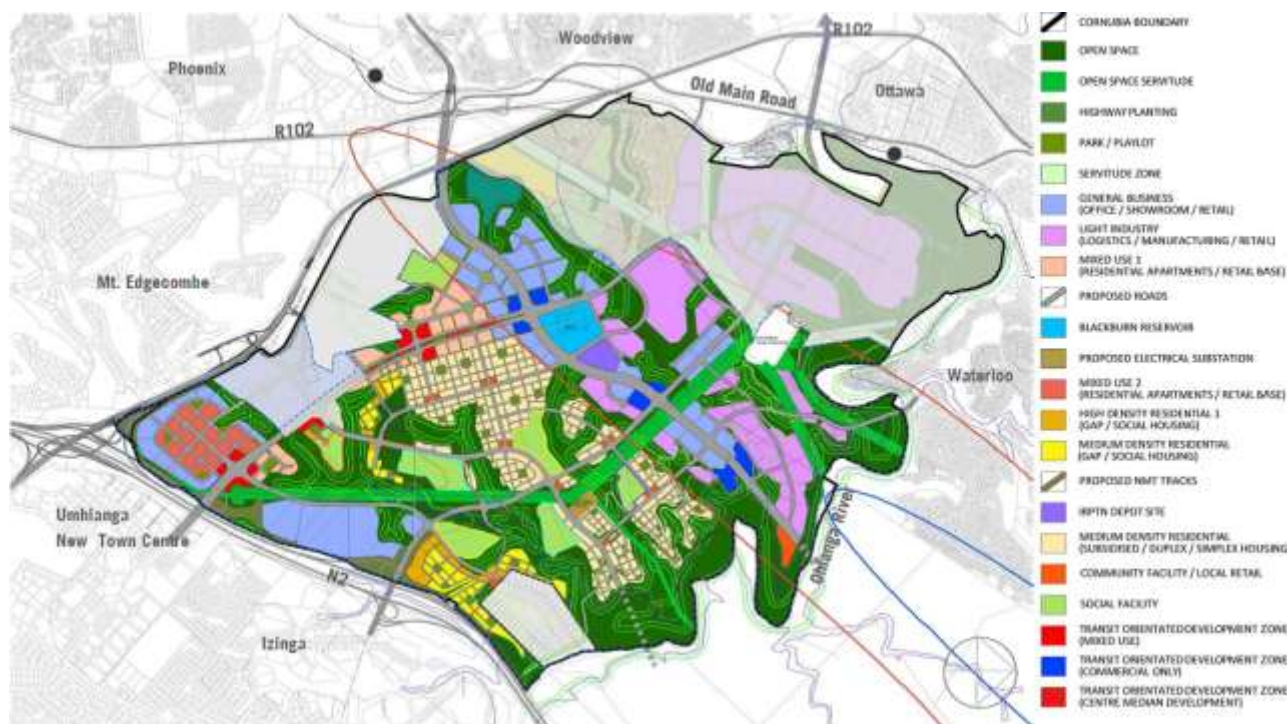 Woodview
R102
Phoenix
Old Main Road
Ottawa
R102
Mt. Edgecombe
Waterloo
Umhlanga
New Town Centre
Ohlanga River
N2
Izinga
CORNUBIA BOUNDARY
OPEN SPACE
OPEN SPACE SERVITUDE
HIGHWAY PLANTING
PARK / PLAYLOT
SERVITUDE ZONE
GENERAL BUSINESS
(OFFICE / SHOWROOM / RETAIL)
LIGHT INDUSTRY
(LOGISTICS / MANUFACTURING / RETAIL)
MIXED USE 1
(RESIDENTIAL APARTMENTS / RETAIL BASE)
PROPOSED ROADS
BLACKBURN RESERVOIR
PROPOSED ELECTRICAL SUBSTATION
MIXED USE 2
(RESIDENTIAL APARTMENTS / RETAIL BASE)
HIGH DENSITY RESIDENTIAL 1
(GAP / SOCIAL HOUSING)
MEDIUM DENSITY RESIDENTIAL
(GAP / SOCIAL HOUSING)
PROPOSED NMT TRACKS
IRPTN DEPOT SITE
MEDIUM DENSITY RESIDENTIAL
(SUBSIDISED / DUPLEX / SIMPLEX HOUSING
COMMUNITY FACILITY / LOCAL RETAIL
SOCIAL FACILITY
TRANSIT ORIENTATED DEVELOPMENT ZONE
(MIXED USE)
TRANSIT ORIENTATED DEVELOPMENT ZONE
(COMMERCIAL ONLY)
TRANSIT ORIENTATED DEVELOPMENT ZONE
(CENTRE MEDIAN DEVELOPMENT)